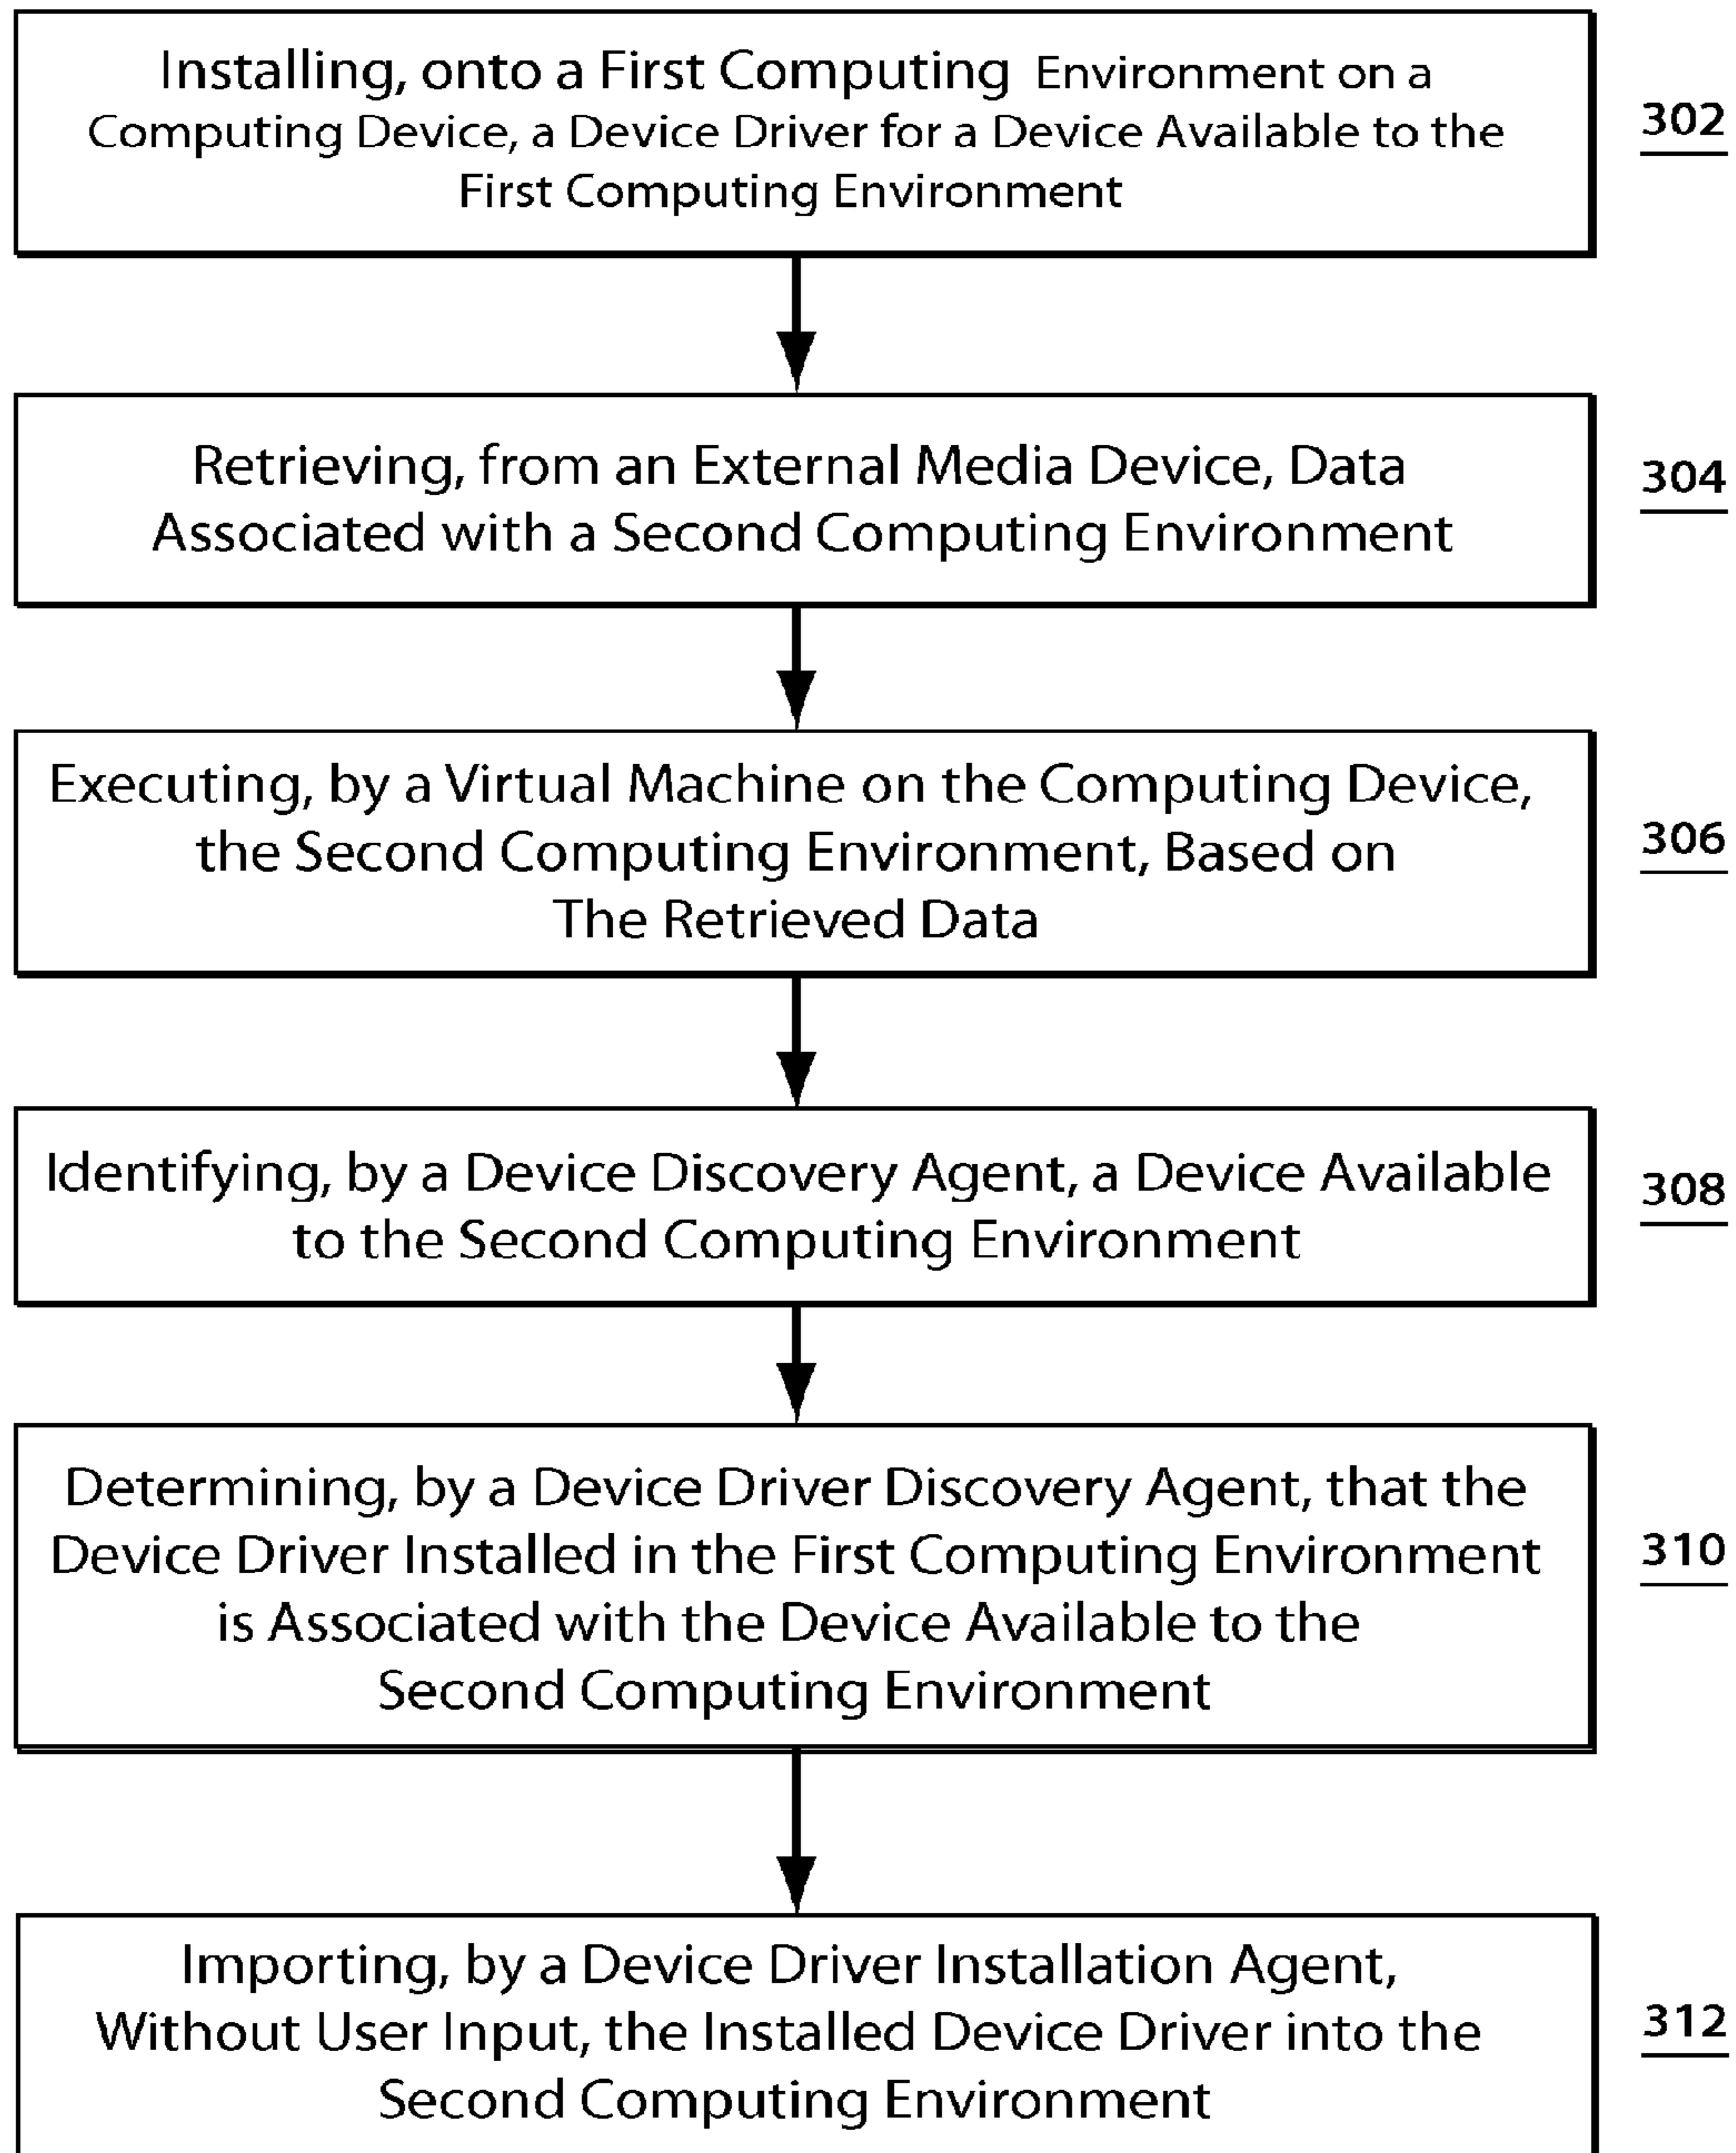 Installing, onto a First Computing Environment on a
Computing Device, a Device Driver for a Device Available to the
First Computing Environment
302
Retrieving, from an External Media Device, Data
Associated with a Second Computing Environment
304
Executing, by a Virtual Machine on the Computing Device,
the Second Computing Environment, Based on
The Retrieved Data
306
Identifying, by a Device Discovery Agent, a Device Available
to the Second Computing Environment
308
Determining, by a Device Driver Discovery Agent, that the
Device Driver Installed in the First Computing Environment
is Associated with the Device Available to the
Second Computing Environment
310
Importing, by a Device Driver Installation Agent,
Without User Input, the Installed Device Driver into the
Second Computing Environment
312